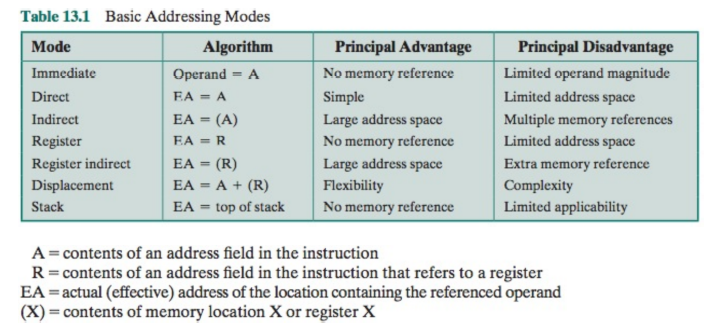 Table 13.1 Basic Addressing Modes
Mode Algorithm Principal Advantage Principal Disadvantage
Immediate Operand = A No memory reference Limited operand magnitude
Direct EA = A Simple Limited address space
Indirect EA = (A) Large address space Multiple memory references
Register EA = R No memory reference Limited address space
Register indirect EA = (R) Large address space Extra memory reference
Displacement EA = A + (R) Flexibility Complexity
Stack EA = top of stack No memory reference Limited applicability
A = contents of an address field in the instruction
R = contents of an address field in the instruction that refers to a register
EA = actual (effective) address of the location containing the referenced operand
(X) = contents of memory location X or register X